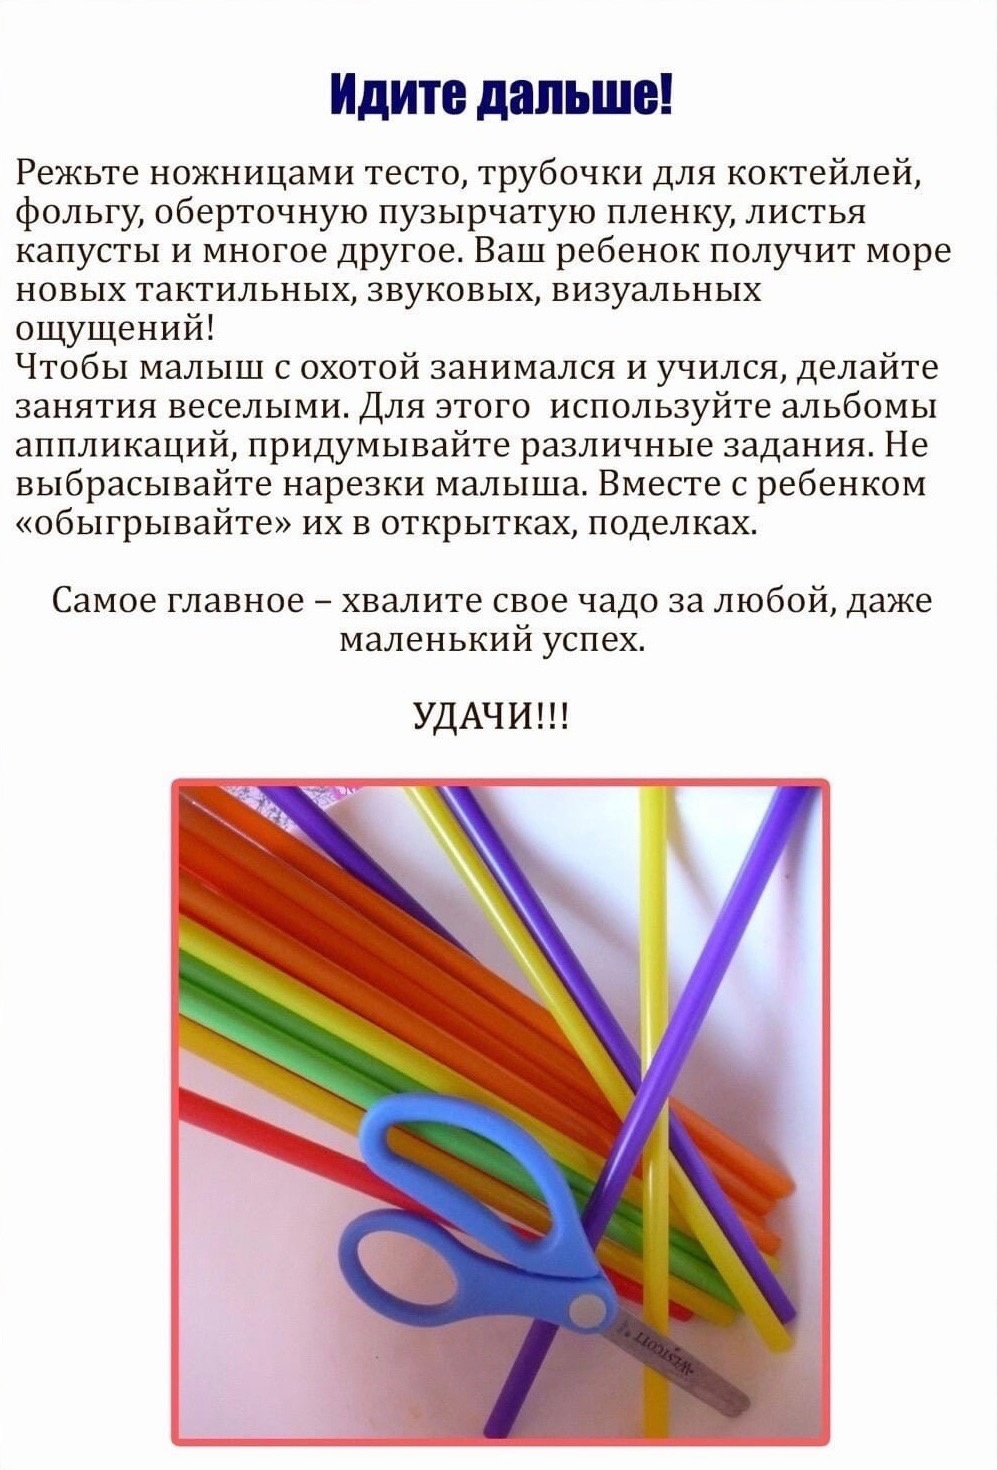 Идите дальше!
Режьте ножницами тесто, трубочки для коктейлей,
фольгу, оберточную пузырчатую пленку, листья
капусты и многое другое. Ваш ребенок получит море
новых тактильных, звуковых, визуальных
ощущений!
Чтобы малыш с охотой занимался и учился, делайте
занятия веселыми. Для этого  используйте альбомы
аппликаций, придумывайте различные задания. Не
выбрасывайте нарезки малыша. Вместе с ребенком
«обыгрывайте» их в открытках, поделках.
Самое главное – хвалите свое чадо за любой, даже
маленький успех.
УДАЧИ!!!
WESTCOTT